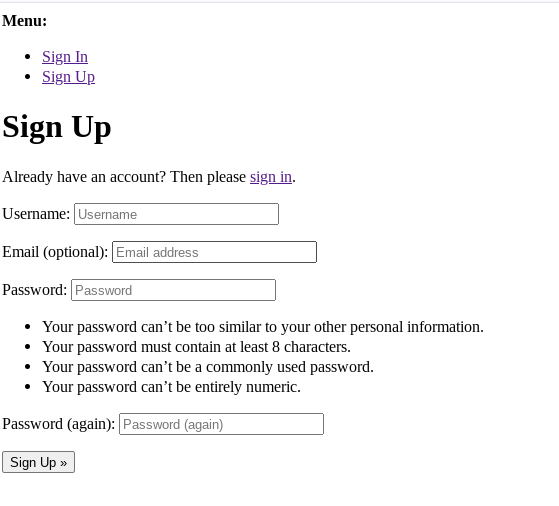 Menu:
Sign In
Sign Up
Sign Up
Already have an account? Then please sign in.
Username: Username
Email (optional): Email address
Password: Password
Your password can’t be too similar to your other personal information.
Your password must contain at least 8 characters.
Your password can’t be a commonly used password.
Your password can’t be entirely numeric.
Password (again): Password (again)
Sign Up »